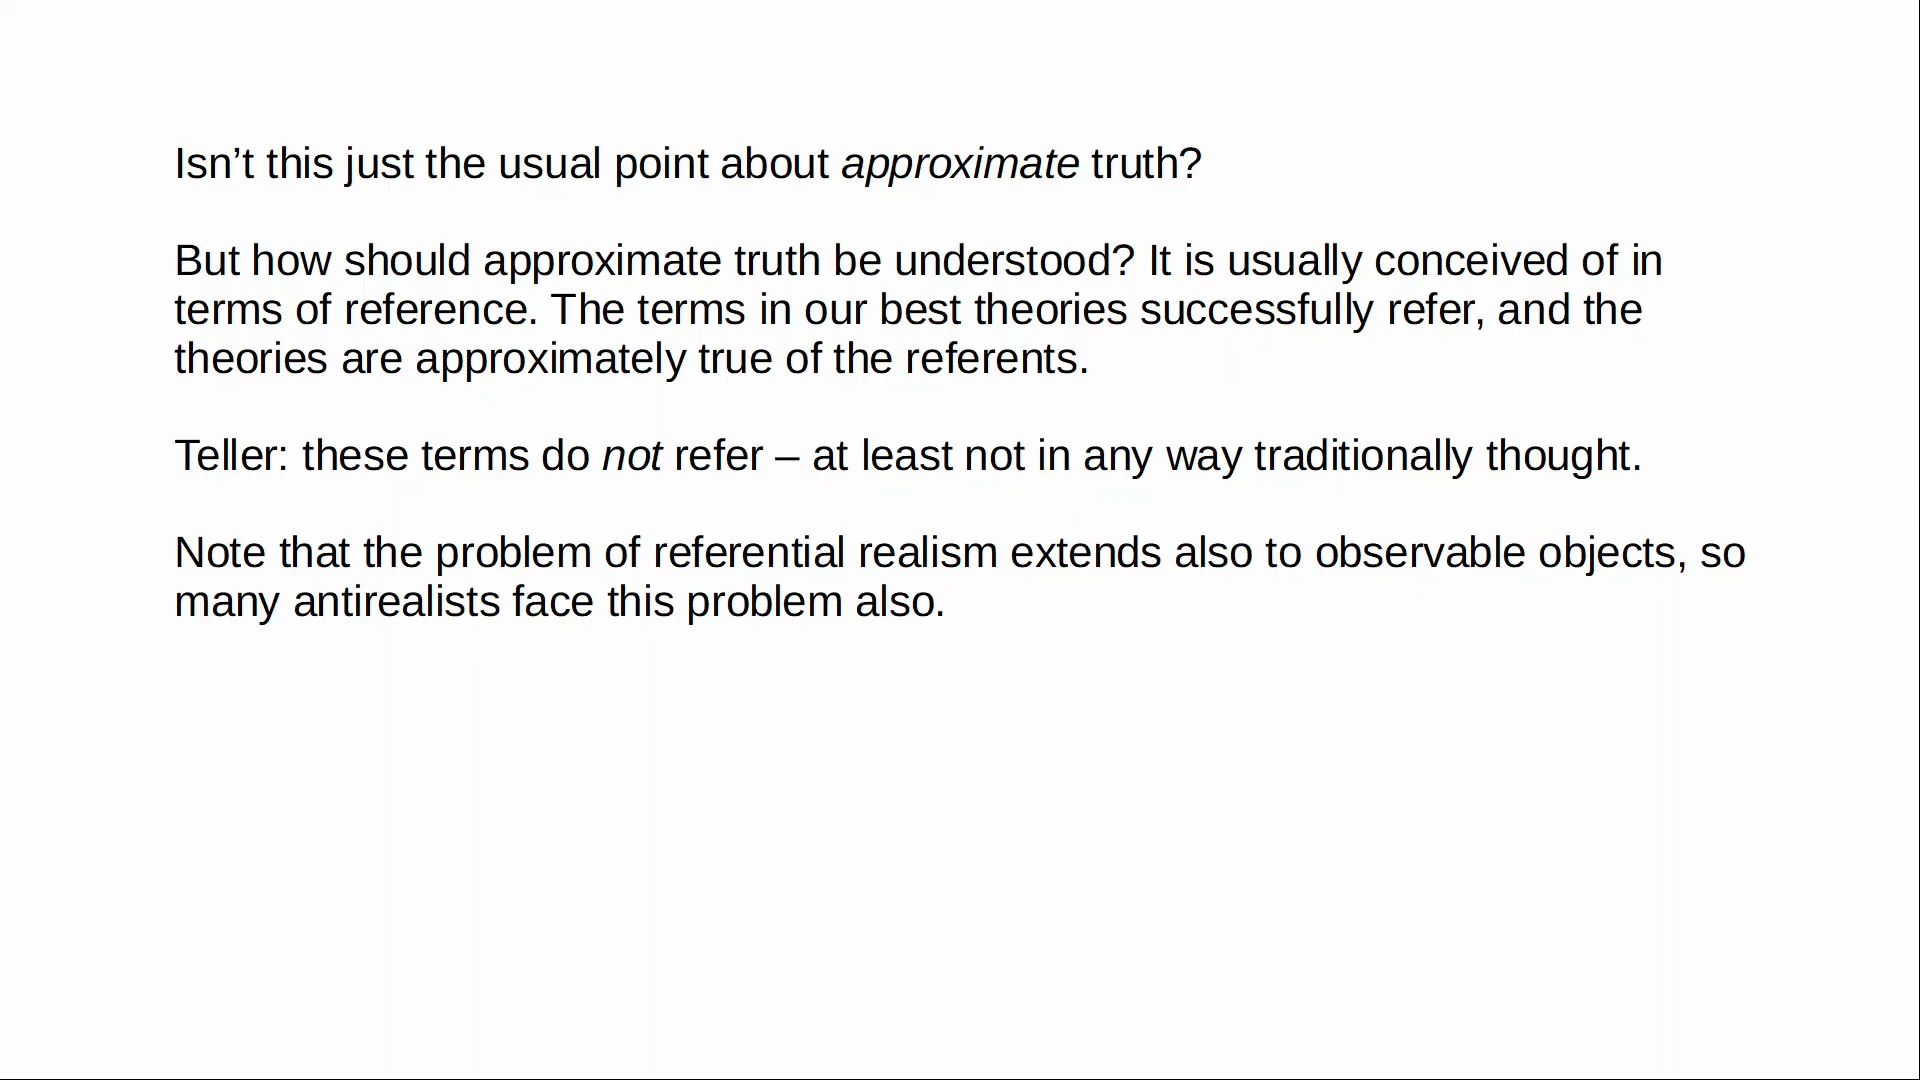 Isn’t this just the usual point about approximate truth?
But how should approximate truth be understood? It is usually conceived of in
terms of reference. The terms in our best theories successfully refer, and the
theories are approximately true of the referents.
Teller: these terms do not refer – at least not in any way traditionally thought.
Note that the problem of referential realism extends also to observable objects, so
many antirealists face this problem also.